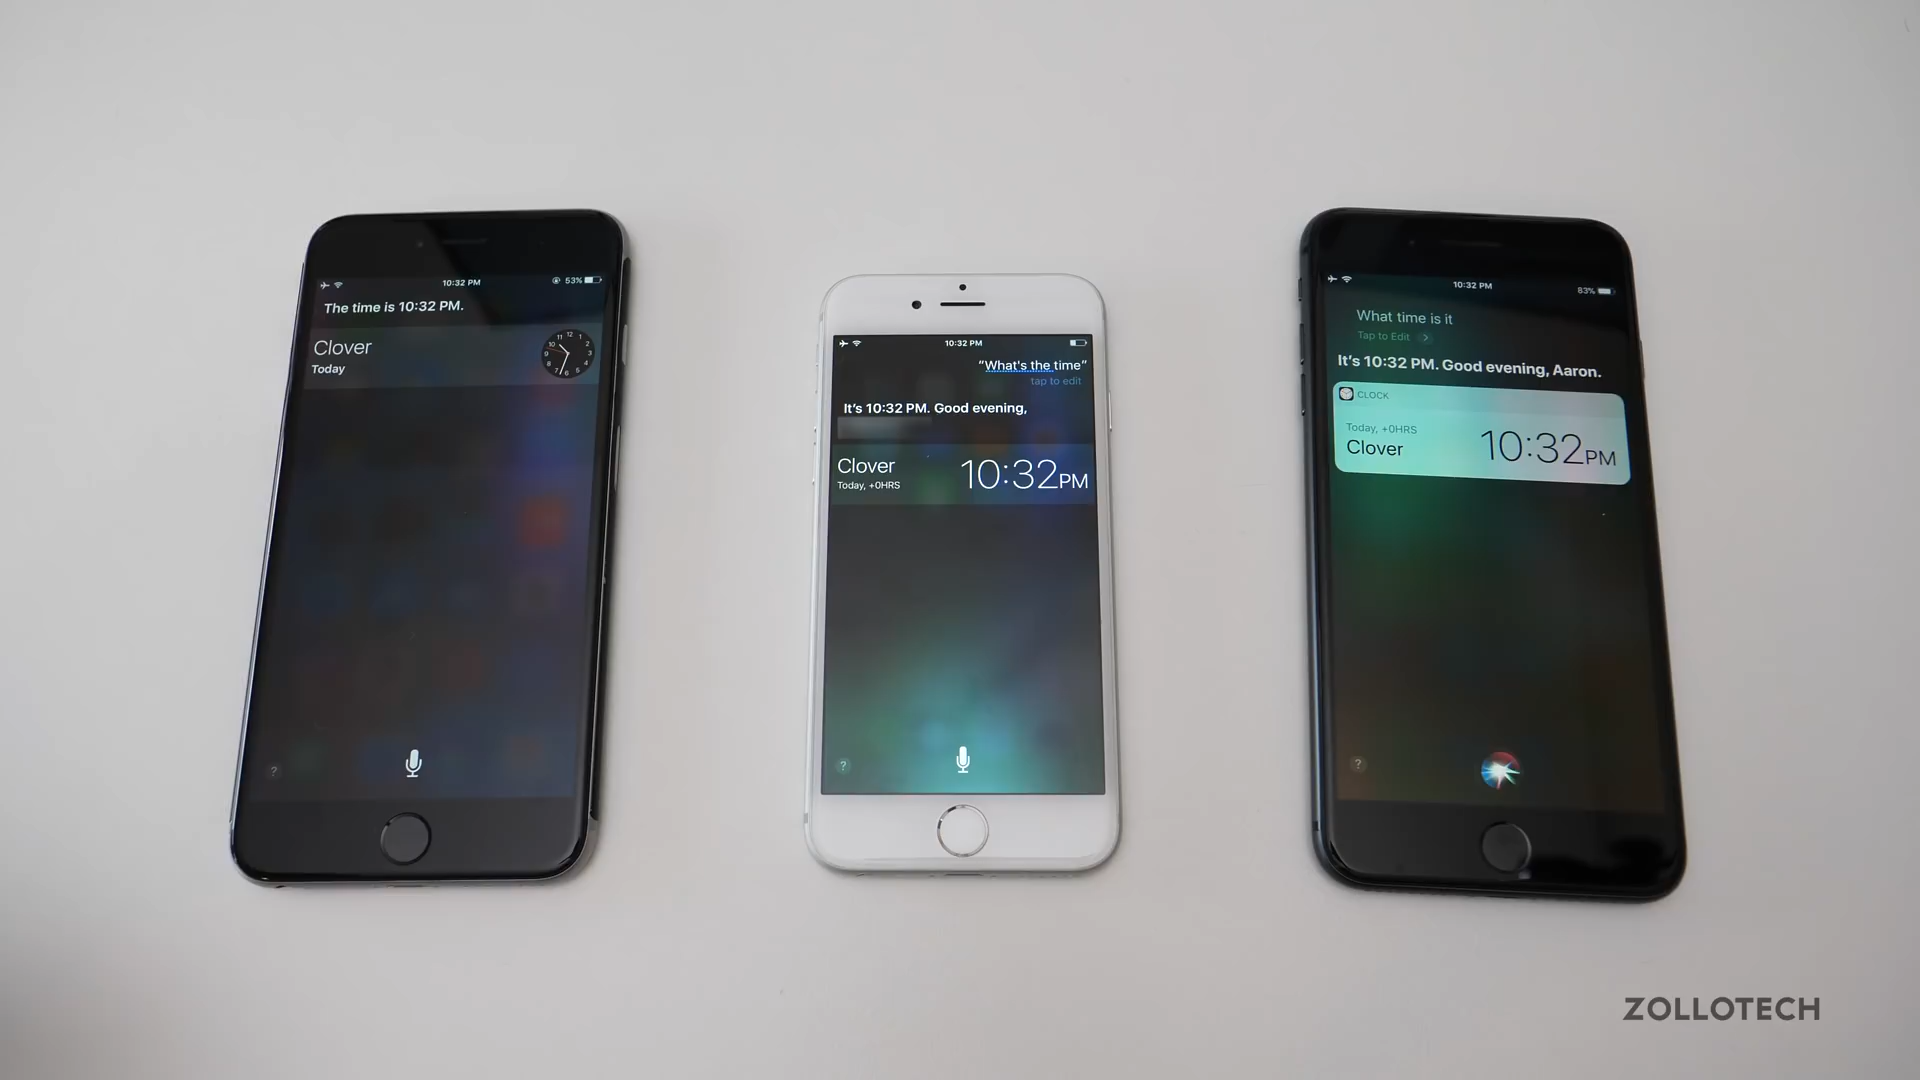 10:32 PM
53%
The time is 10:32 PM.
Clover
Today
?
10:32 PM
"What's the time"
tap to edit
It's 10:32 PM. Good evening,
Clover
Today, +0HRS
10:32PM
?
10:32 PM
83%
What time is it
Tap to Edit
It's 10:32 PM. Good evening, Aaron.
CLOCK
Today, +0HRS
Clover
10:32PM
?
ZOLLOTECH